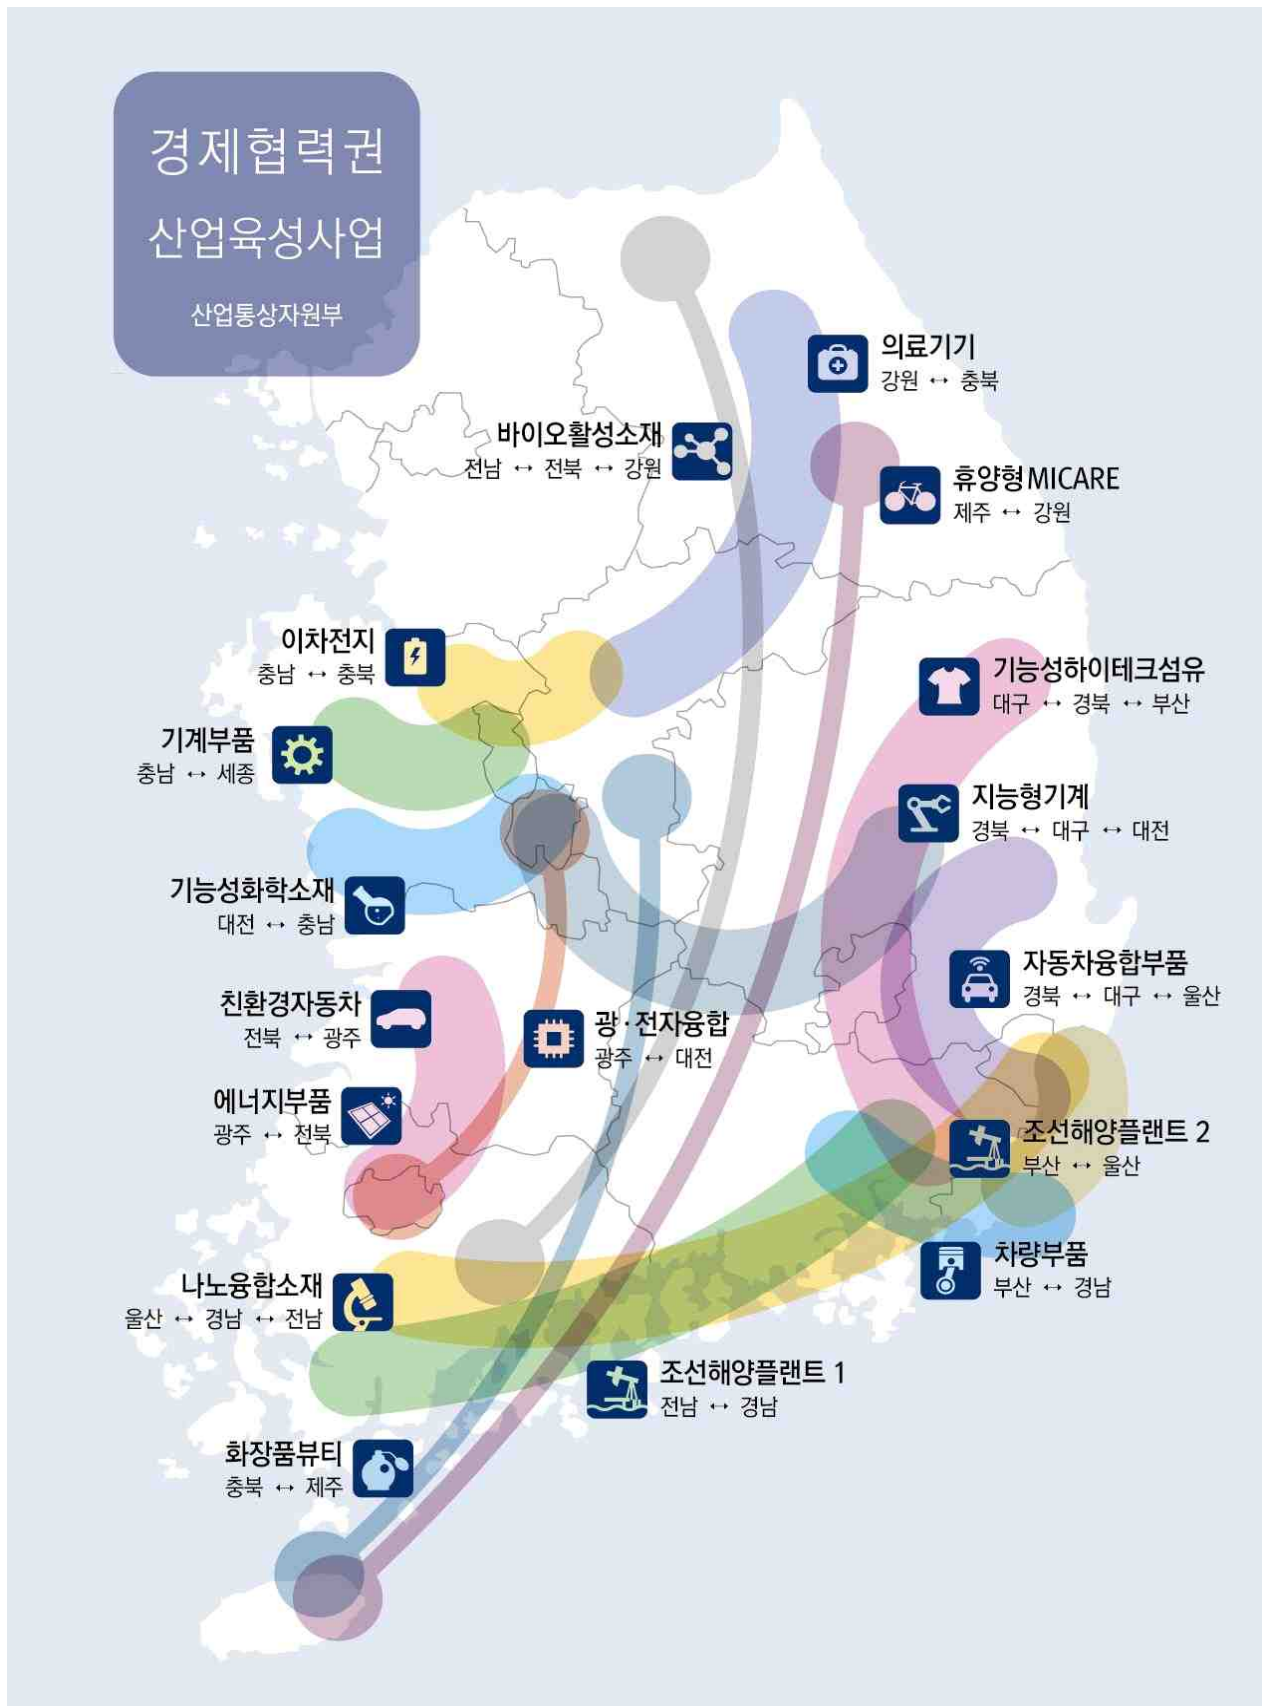 경제협력권
산업육성사업
산업통상자원부
의료기기
강원 ↔ 충북
바이오활성소재
전남 ↔ 전북 ↔ 강원
휴양형MICARE
제주 ↔ 강원
이차전지
충남 ↔ 충북
기능성하이테크섬유
대구 ↔ 경북 ↔ 부산
기계부품
충남 ↔ 세종
지능형기계
경북 ↔ 대구 ↔ 대전
기능성화학소재
대전 ↔ 충남
자동차융합부품
경북 ↔ 대구 ↔ 울산
친환경자동차
전북 ↔ 광주
광·전자융합
광주 ↔ 대전
에너지부품
광주 ↔ 전북
조선해양플랜트 2
부산 ↔ 울산
차량부품
부산 ↔ 경남
나노융합소재
울산 ↔ 경남 ↔ 전남
조선해양플랜트 1
전남 ↔ 경남
화장품뷰티
충북 ↔ 제주